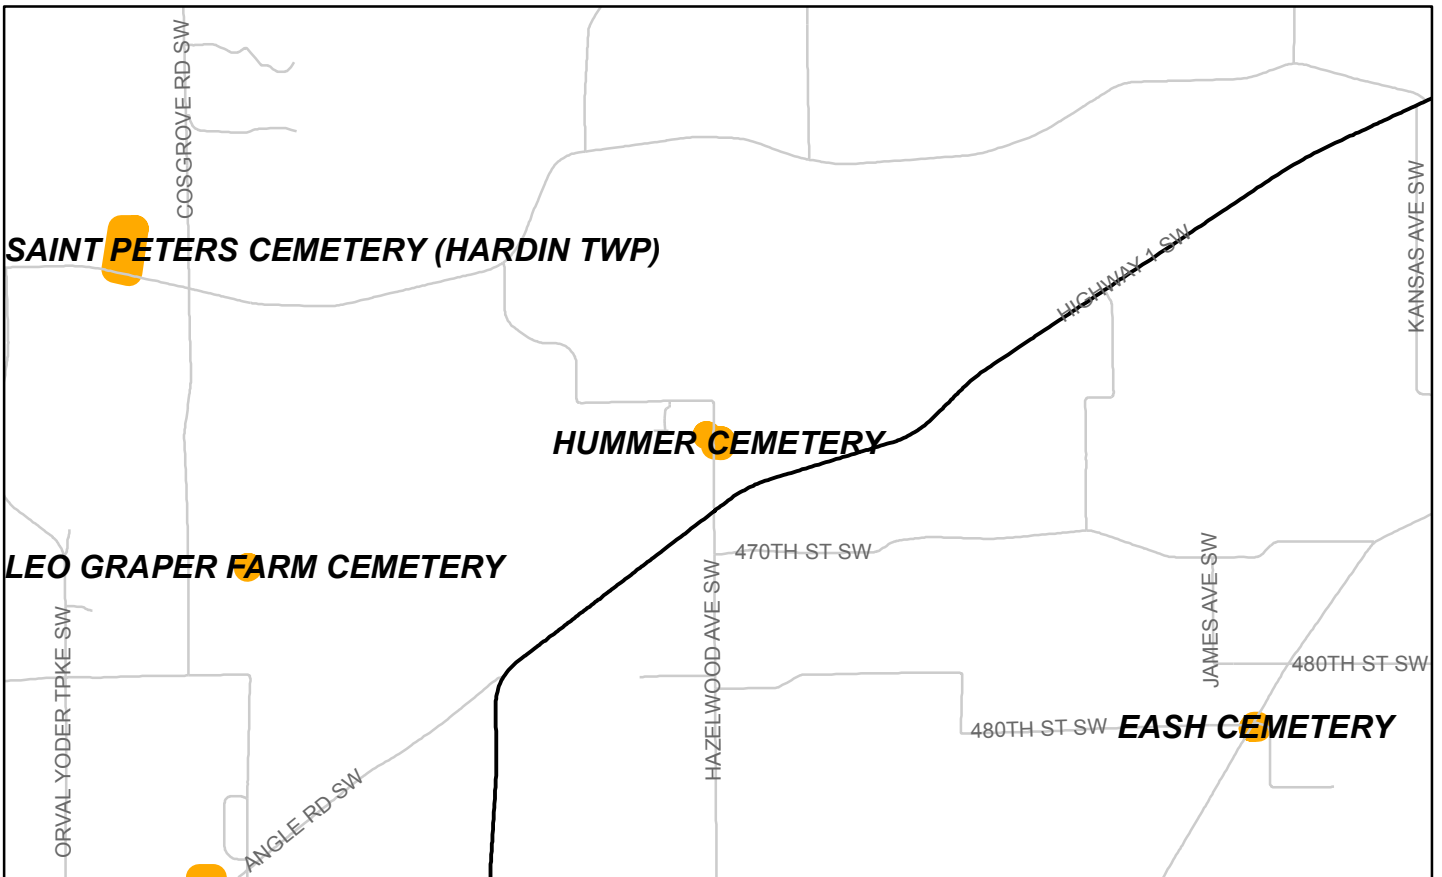 COSGROVE RD SW
KANSAS AVE SW
SAINT PETERS CEMETERY (HARDIN TWP)
HIGHWAY 1 SW
HUMMER CEMETERY
470TH ST SW
LEO GRAPER FARM CEMETERY
HAZELWOOD AVE SW
JAMES AVE SW
ORVAL YODER TPKE SW
480TH ST SW
480TH ST SW
EASH CEMETERY
ANGLE RD SW